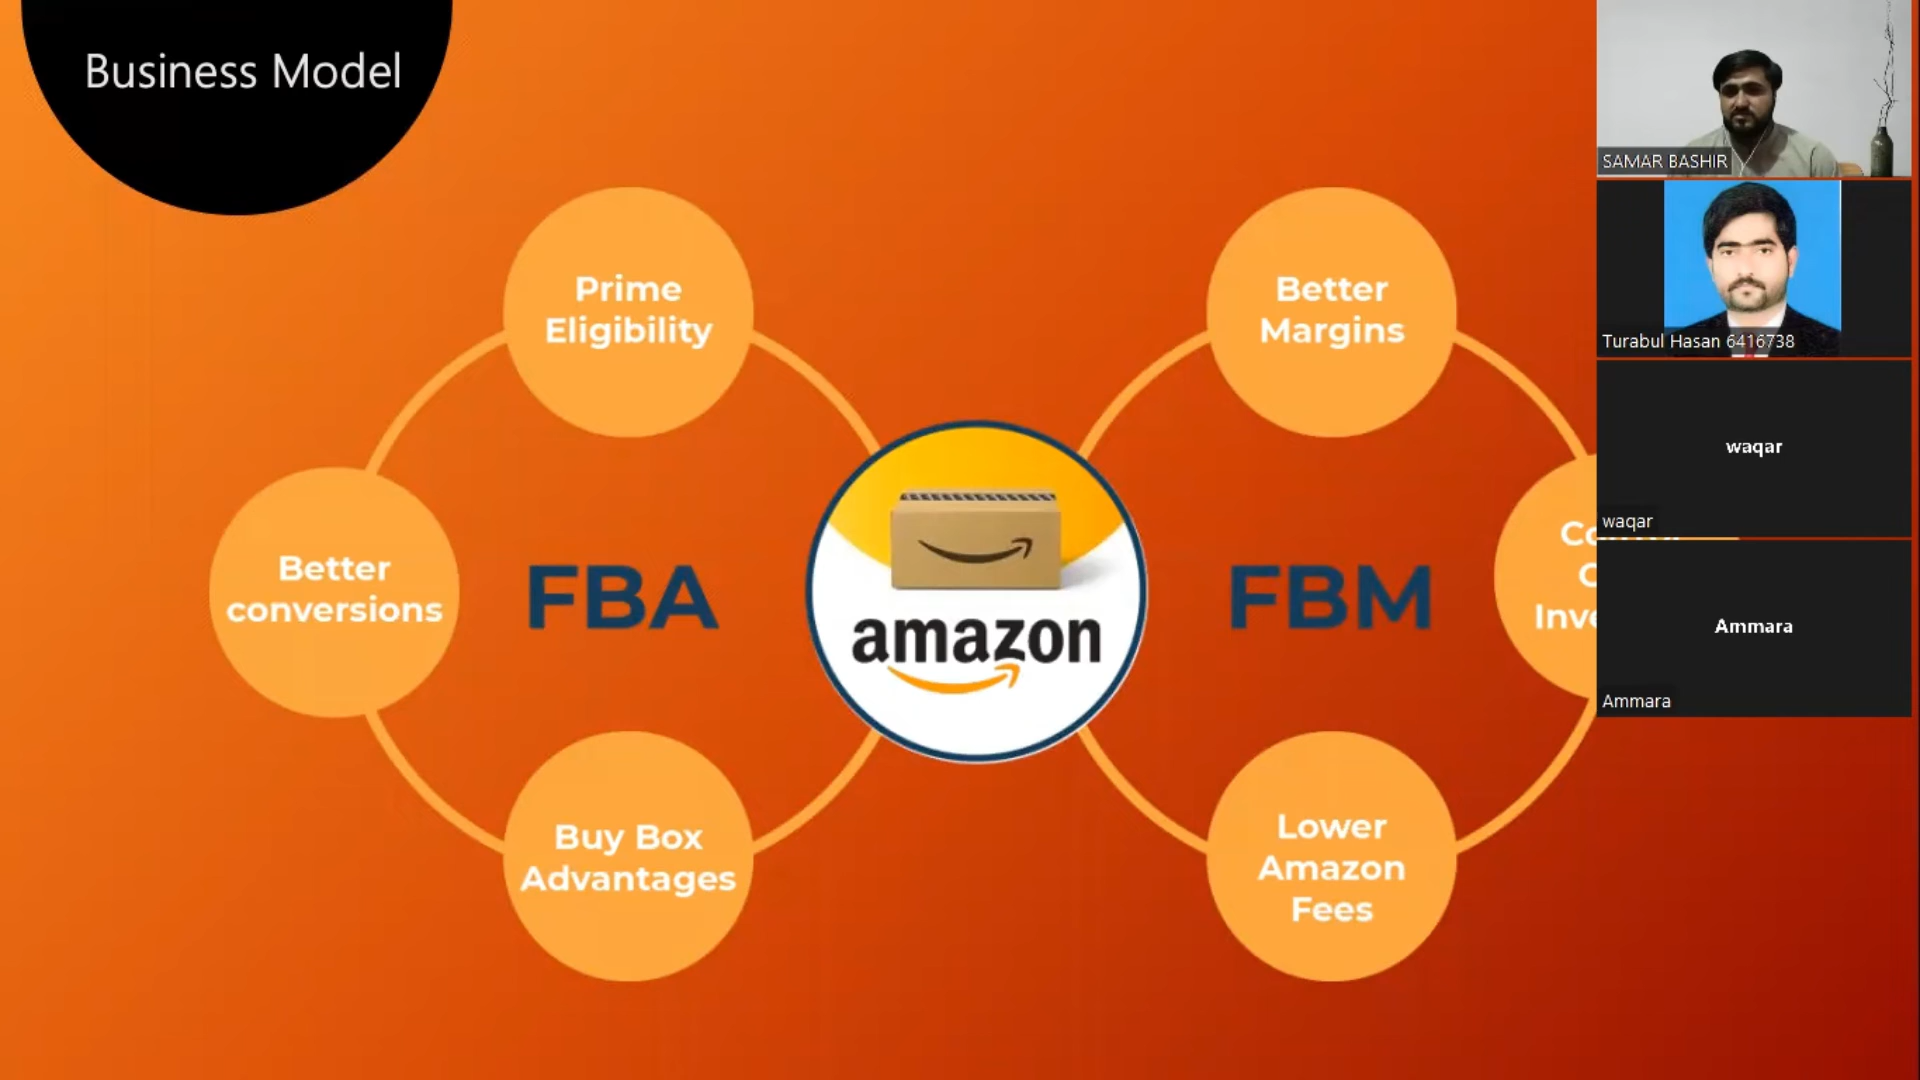 Business Model
Prime
Eligibility
Better
conversions
FBA
Buy Box
Advantages
amazon
Better
Margins
FBM
Lower
Amazon
Fees
SAMAR BASHIR
Turabul Hasan 6416738
waqar
waqar
Ammara
Ammara